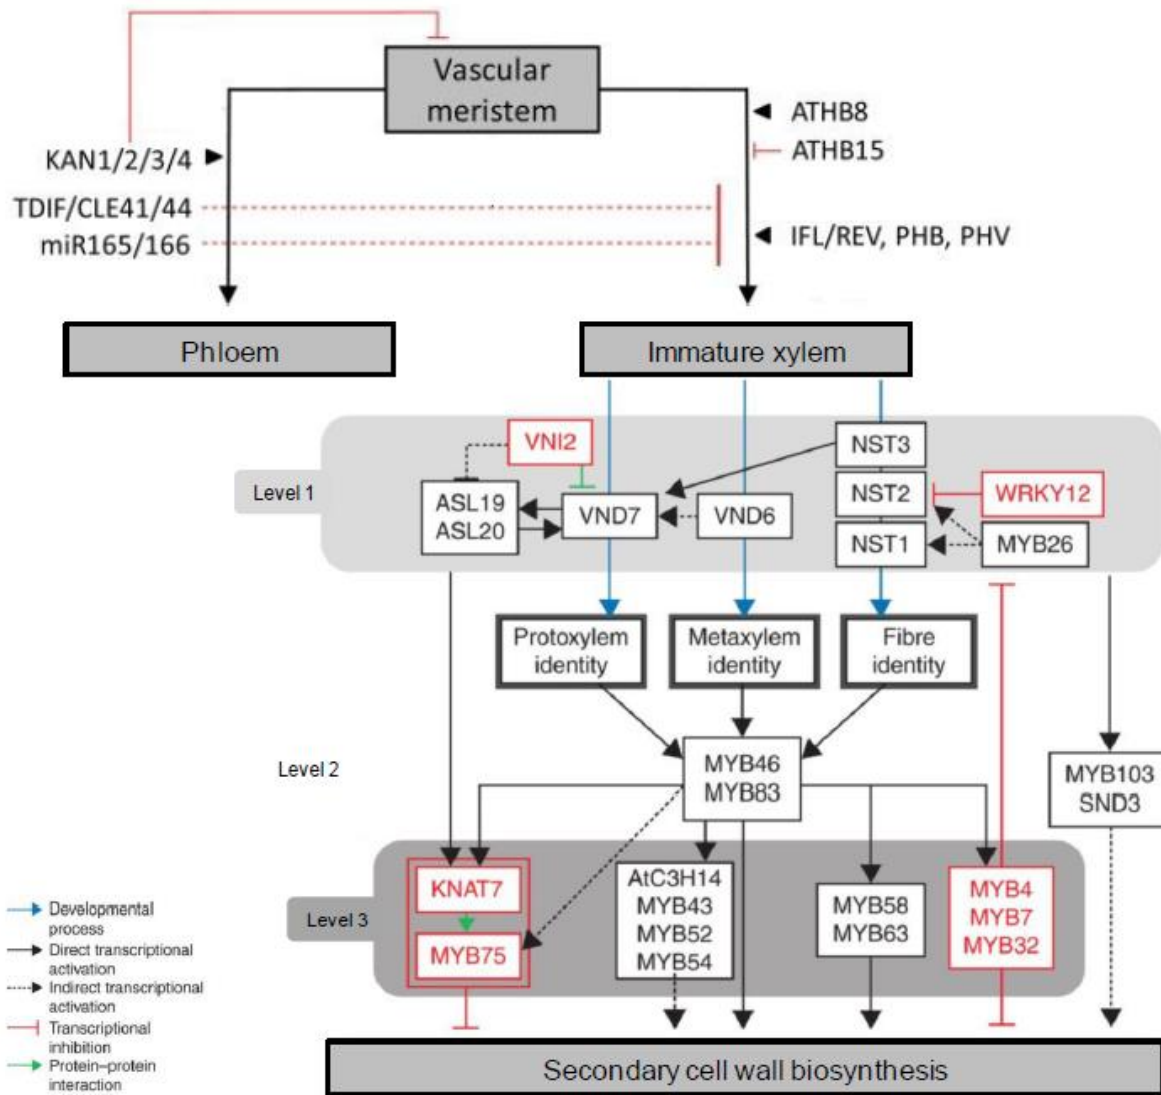 Vascular
meristem
ATHB8
ATHB15
KAN1/2/3/4
TDIF/CLE41/44
miR165/166
IFL/REV, PHB, PHV
Phloem
Immature xylem
Level 1
VNI2
NST3
ASL19
ASL20
VND7
VND6
NST2
WRKY12
NST1
MYB26
Protoxylem
identity
Metaxylem
identity
Fibre
identity
Level 2
MYB46
MYB83
MYB103
SND3
Level 3
KNAT7
MYB75
AtC3H14
MYB43
MYB52
MYB54
MYB58
MYB63
MYB4
MYB7
MYB32
Developmental
process
Direct transcriptional
activation
Indirect transcriptional
activation
Transcriptional
inhibition
Protein–protein
interaction
Secondary cell wall biosynthesis